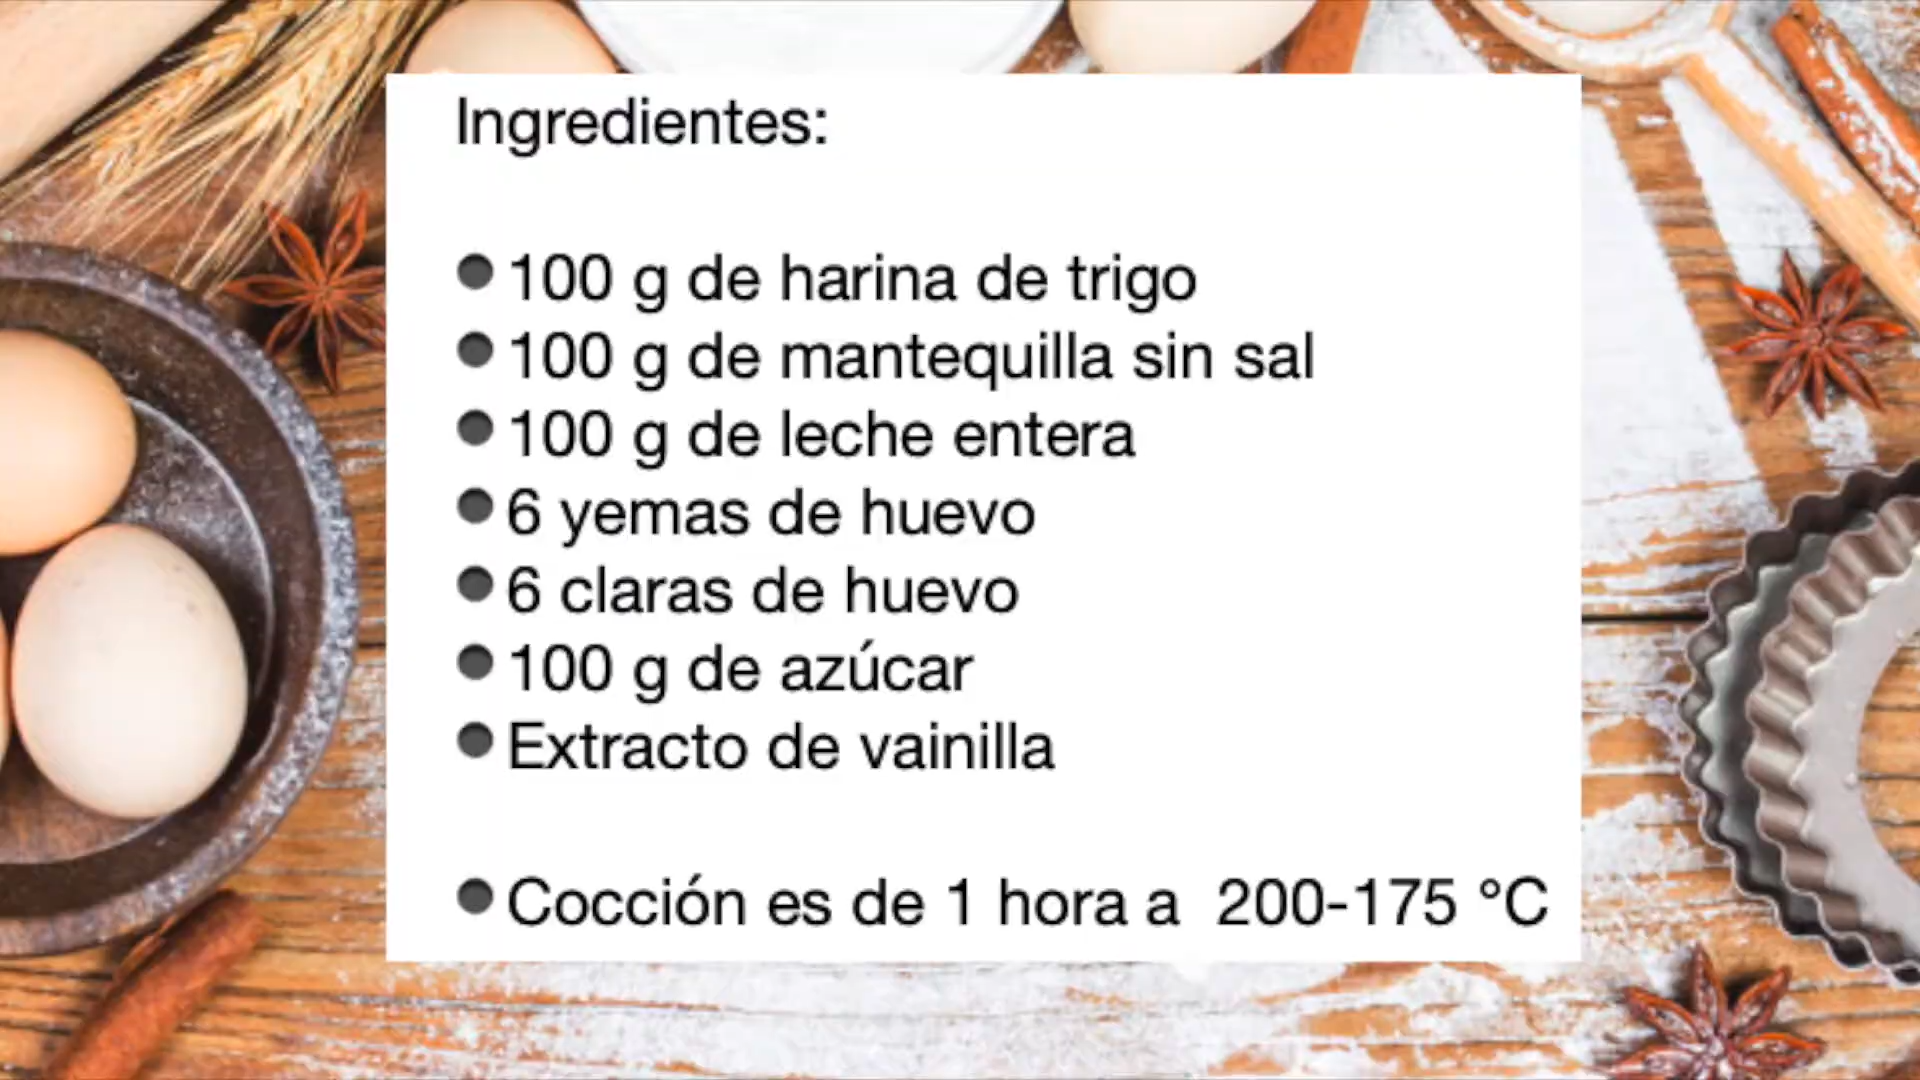 Ingredientes:
100 g de harina de trigo
100 g de mantequilla sin sal
100 g de leche entera
6 yemas de huevo
6 claras de huevo
100 g de azúcar
Extracto de vainilla
Cocción es de 1 hora a 200-175 °C